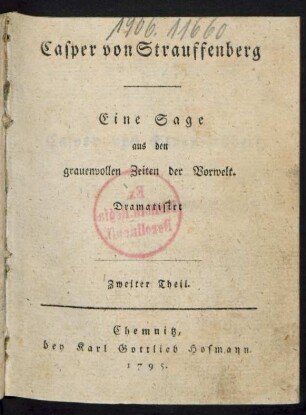 1906. 11660
Casper von Strauffenberg
Eine Sage
aus den
grauenvollen Zeiten der Vorwelt.
Dramatisirt
Ex
Zweiter Theil.
Chemnitz,
bey Karl Gottlieb Hofmann
1795.